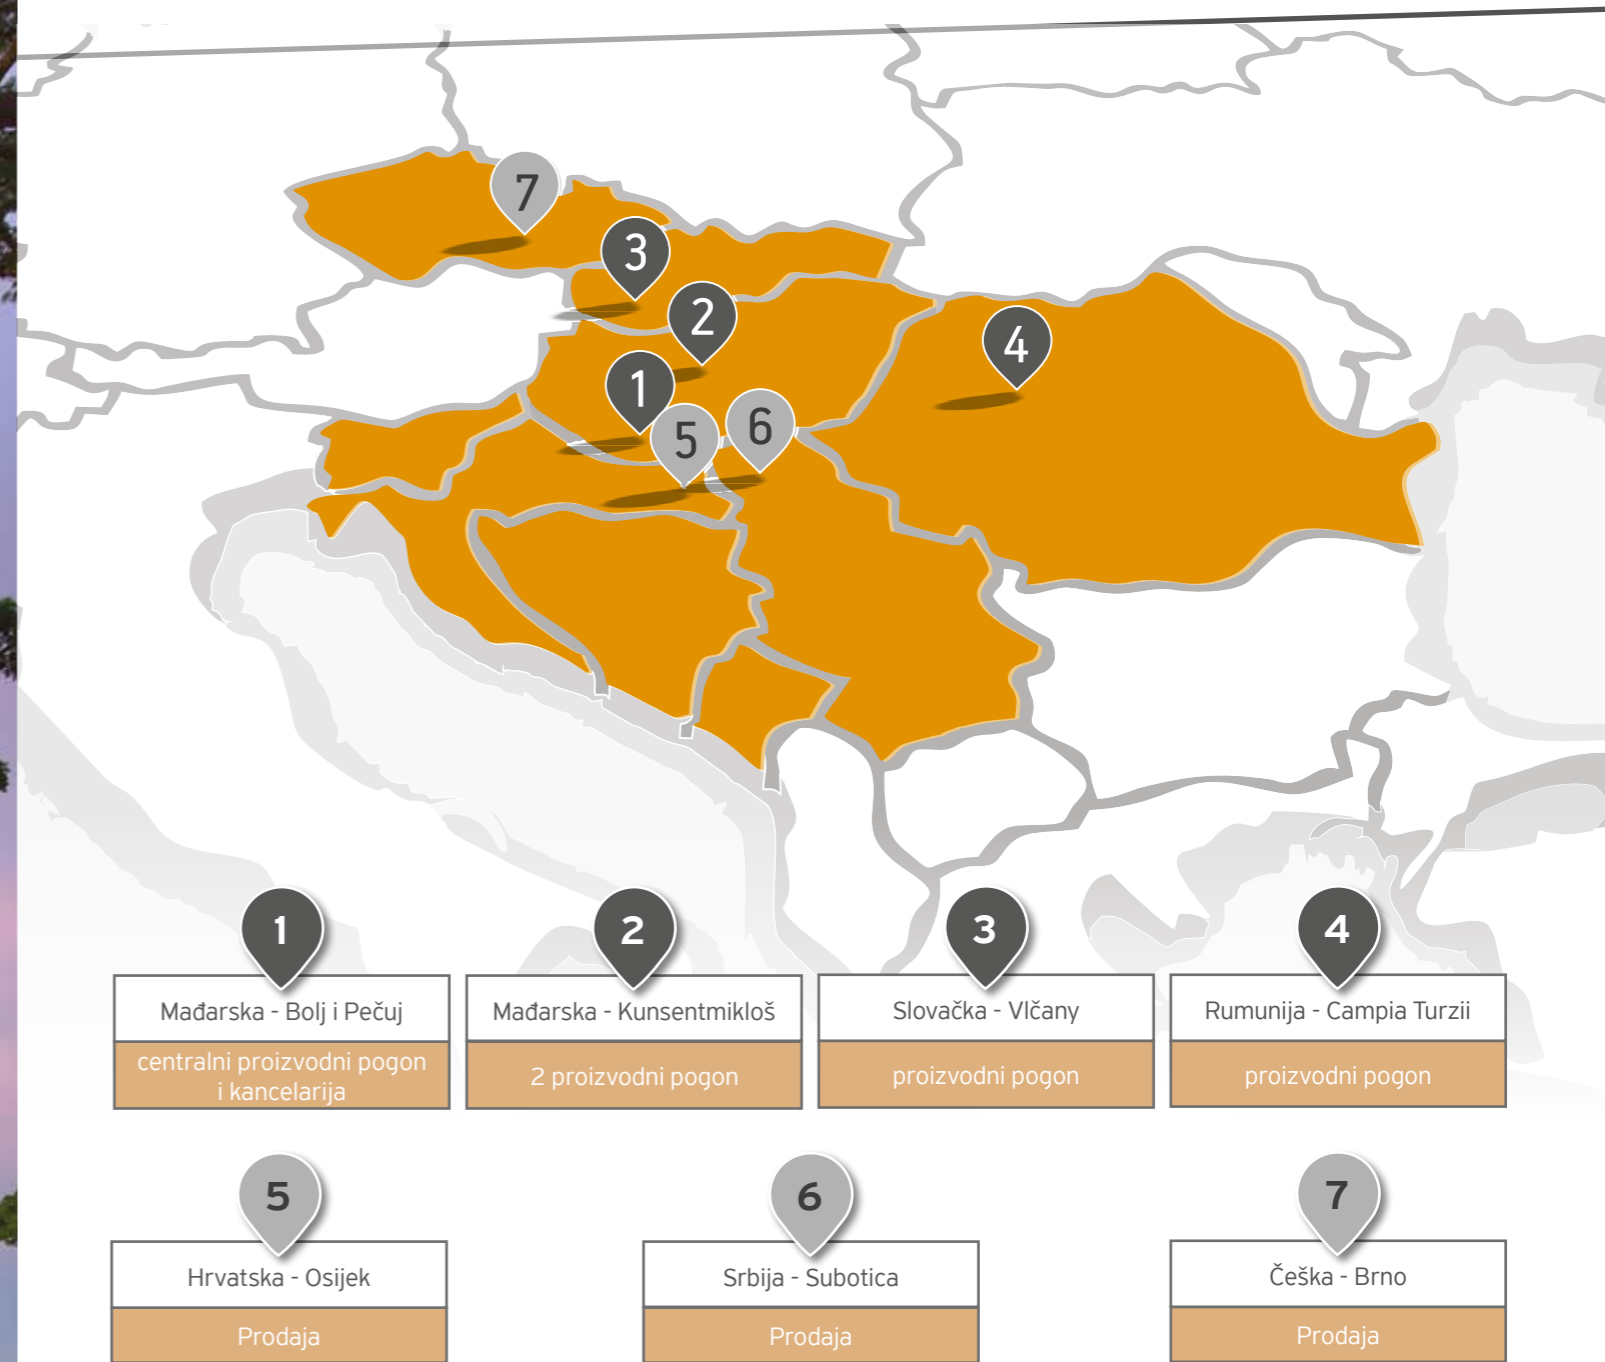 7
3
2
4
1
5
6
1
2
3
4
Mađarska - Bolj i Pečuj
Mađarska - Kunsentmikloš
Slovačka - Vlčany
Rumunija - Campia Turzii
centralni proizvodni pogon
i kancelarija
2 proizvodni pogon
proizvodni pogon
proizvodni pogon
5
6
7
Hrvatska - Osijek
Srbija - Subotica
Češka - Brno
Prodaja
Prodaja
Prodaja